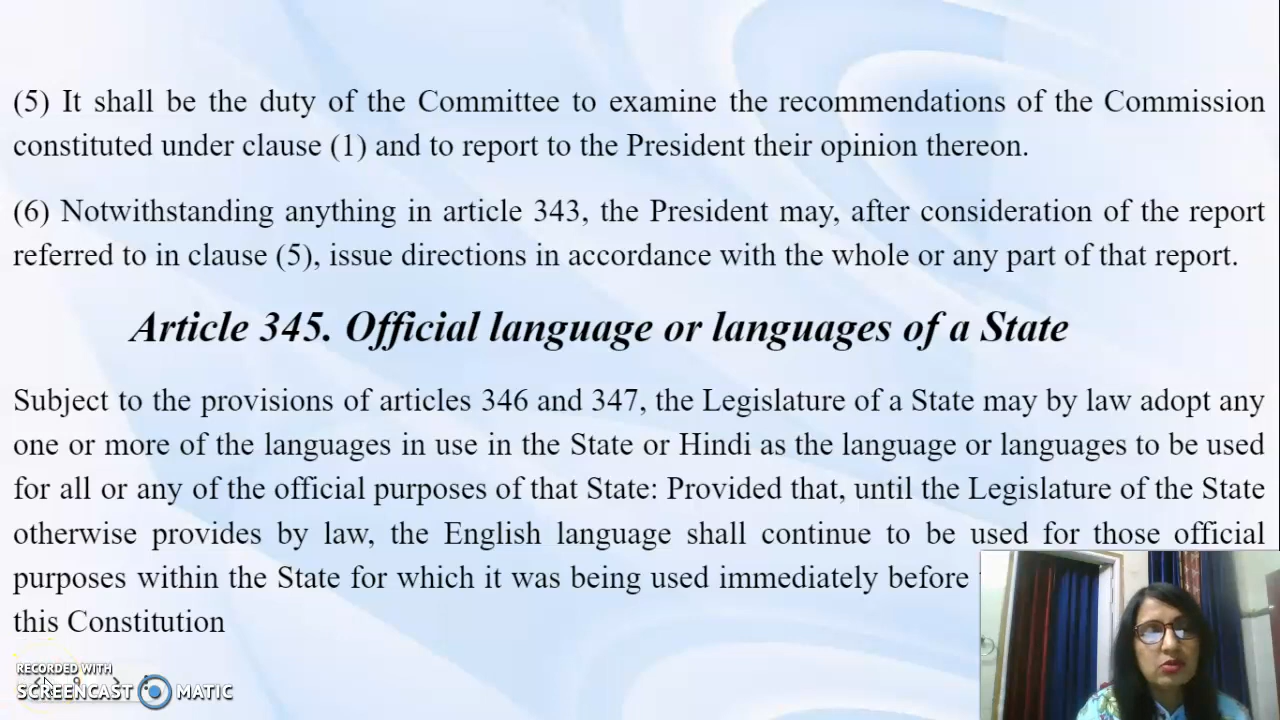 (5) It shall be the duty of the Committee to examine the recommendations of the Commission
constituted under clause (1) and to report to the President their opinion thereon.
(6) Notwithstanding anything in article 343, the President may, after consideration of the report
referred to in clause (5), issue directions in accordance with the whole or any part of that report.
Article 345. Official language or languages of a State
Subject to the provisions of articles 346 and 347, the Legislature of a State may by law adopt any
one or more of the languages in use in the State or Hindi as the language or languages to be used
for all or any of the official purposes of that State: Provided that, until the Legislature of the State
otherwise provides by law, the English language shall continue to be used for those official
purposes within the State for which it was being used immediately before
this Constitution
RECORDED WITH
SCREENCAST MATIC